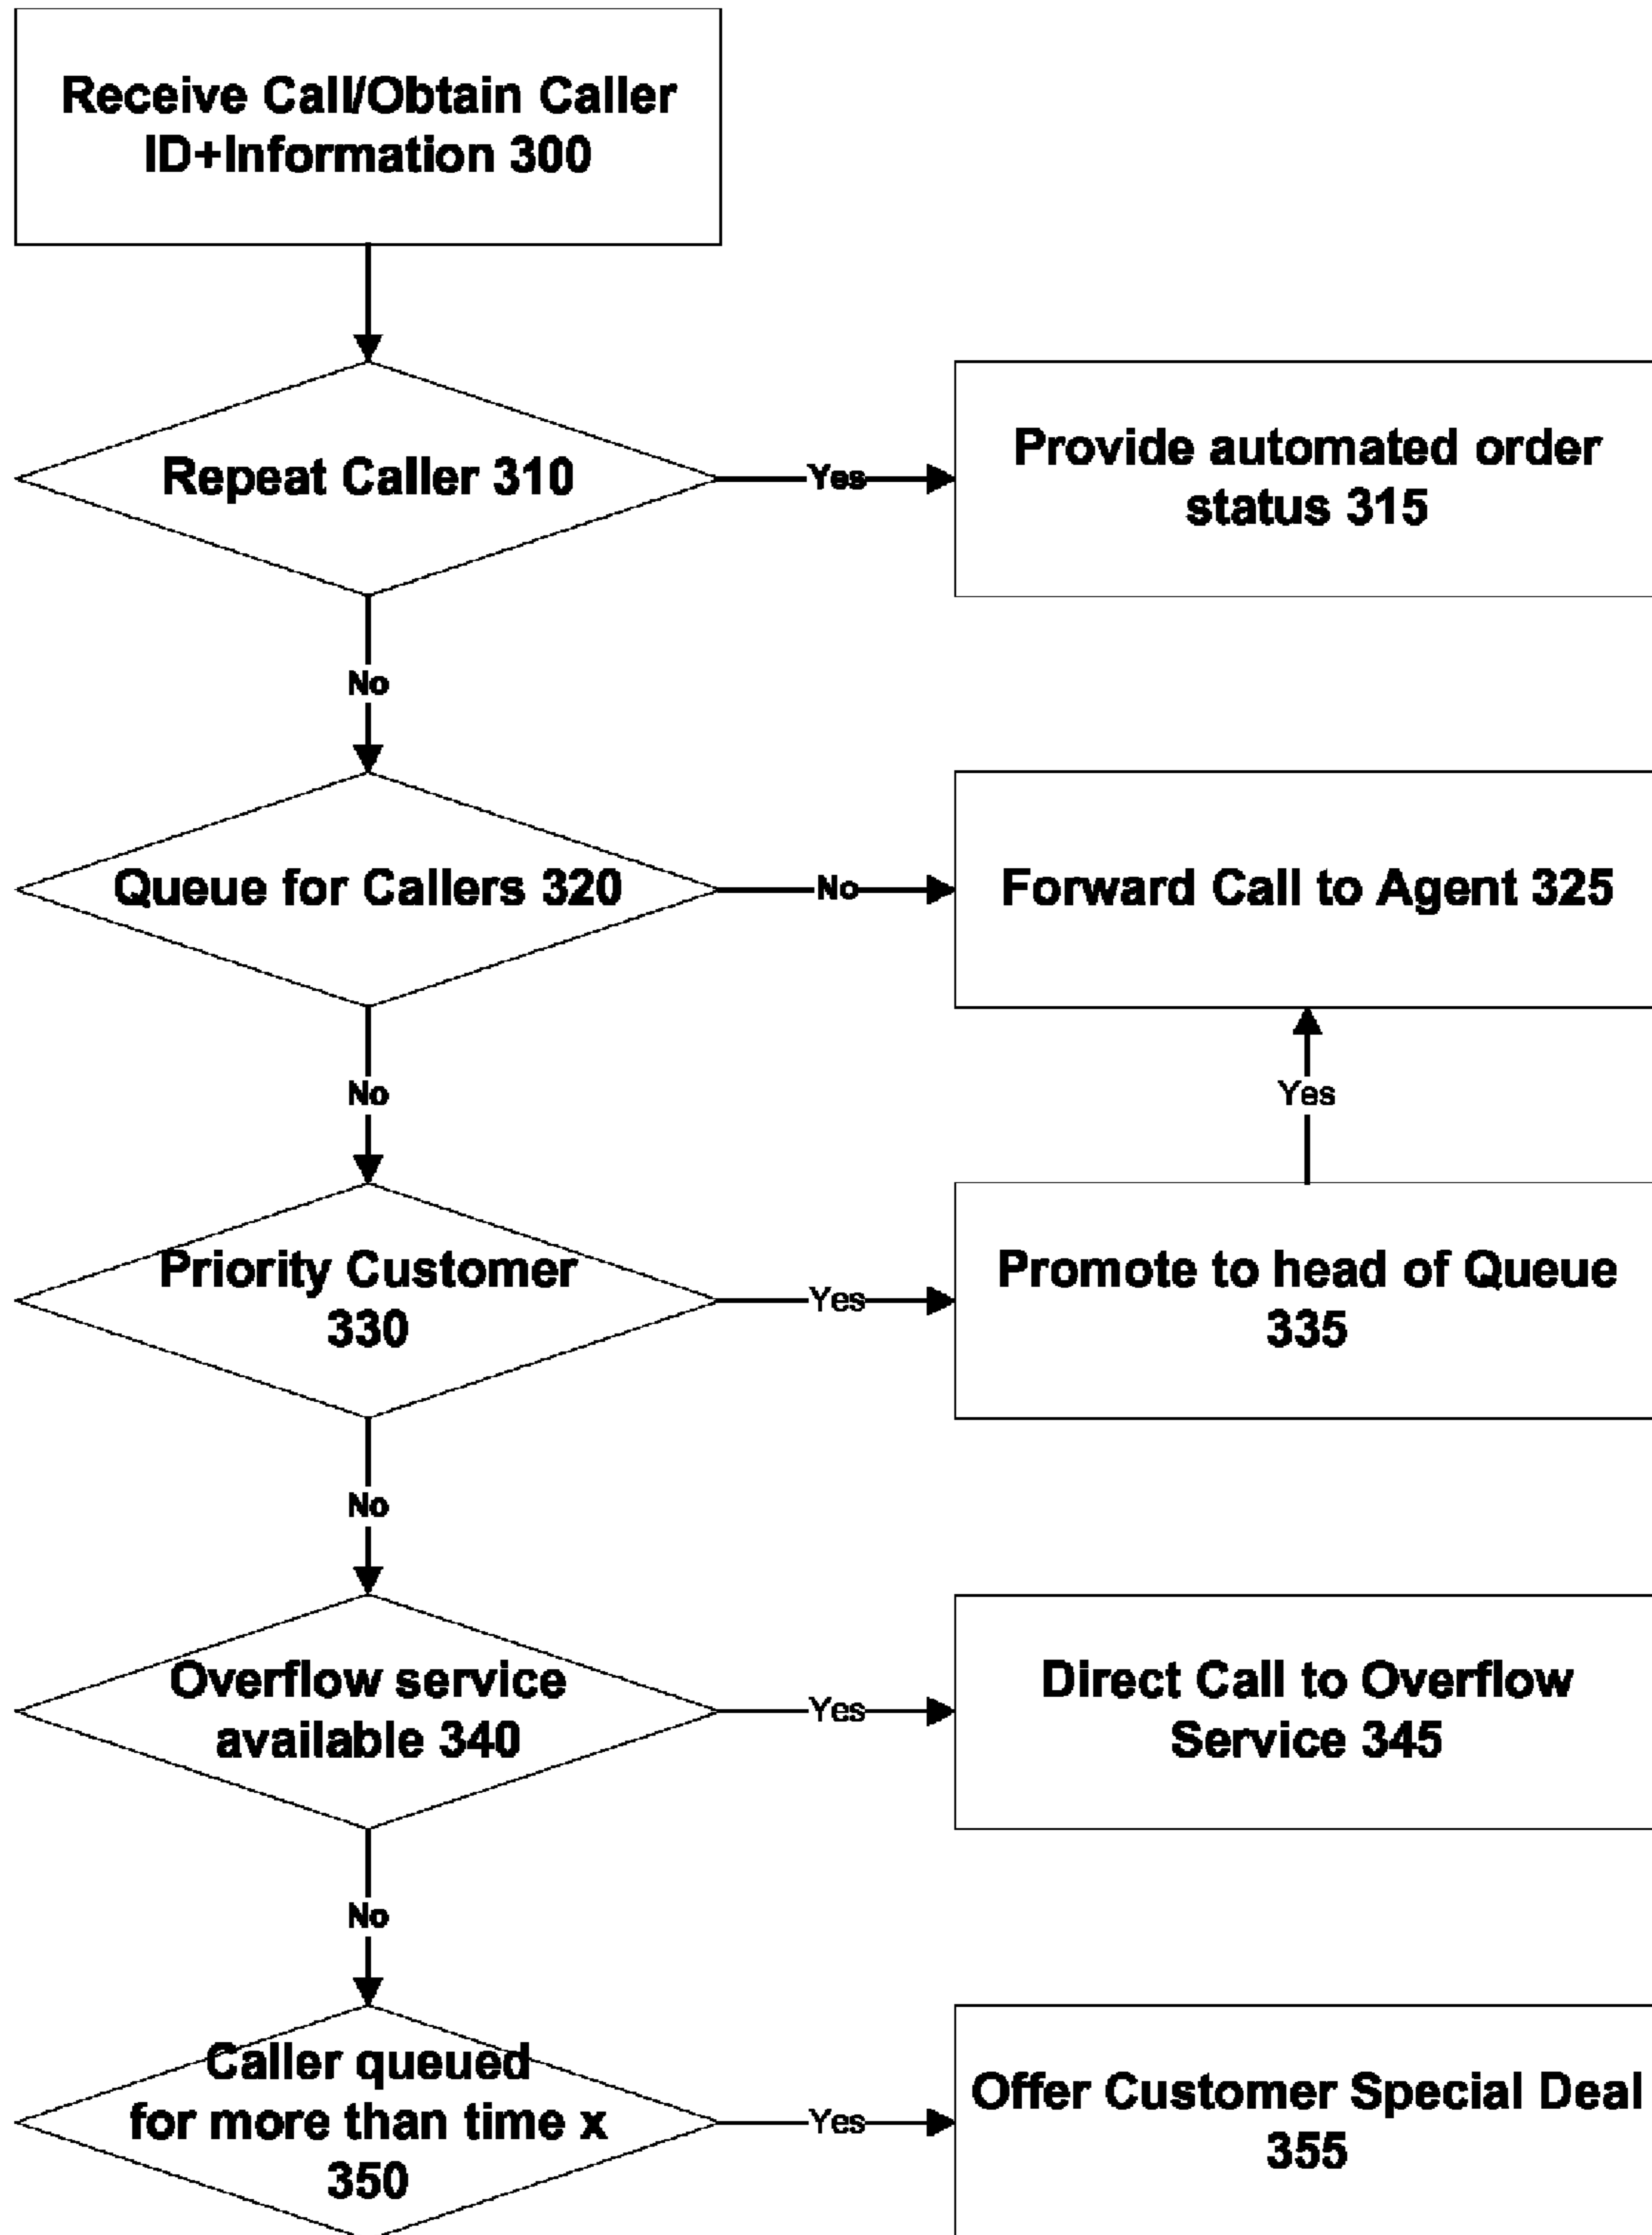 Receive Call/Obtain Caller
ID+Information 300
Repeat Caller 310
Yes
Provide automated order
status 315
No
Queue for Callers 320
No
Forward Call to Agent 325
No
Yes
Priority Customer
330
Yes
Promote to head of Queue
335
No
Overflow service
available 340
Yes
Direct Call to Overflow
Service 345
No
Caller queued
for more than time x
350
Yes
Offer Customer Special Deal
355